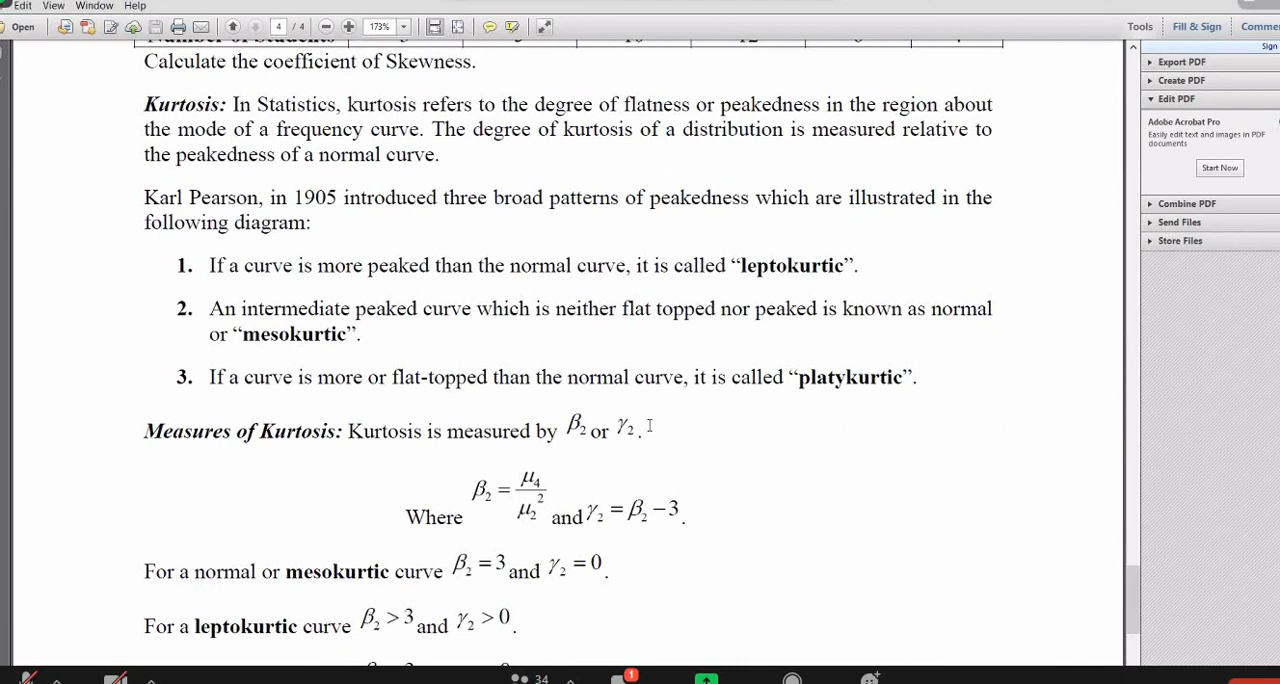 Edit View Window Help
Open 4 / 4 173% Tools Fill & Sign Comme
Sign
Calculate the coefficient of Skewness.
Kurtosis: In Statistics, kurtosis refers to the degree of flatness or peakedness in the region about
the mode of a frequency curve. The degree of kurtosis of a distribution is measured relative to
the peakedness of a normal curve.
Karl Pearson, in 1905 introduced three broad patterns of peakedness which are illustrated in the
following diagram:
1. If a curve is more peaked than the normal curve, it is called “leptokurtic”.
2. An intermediate peaked curve which is neither flat topped nor peaked is known as normal
or “mesokurtic”.
3. If a curve is more or flat-topped than the normal curve, it is called “platykurtic”.
Measures of Kurtosis: Kurtosis is measured by β₂ or γ₂.
Where β₂ = μ₄ / μ₂² and γ₂ = β₂ − 3.
For a normal or mesokurtic curve β₂ = 3 and γ₂ = 0.
For a leptokurtic curve β₂ > 3 and γ₂ > 0.
Export PDF
Create PDF
Edit PDF
Adobe Acrobat Pro
Easily edit text and images in PDF
documents
Start Now
Combine PDF
Send Files
Store Files
34 1